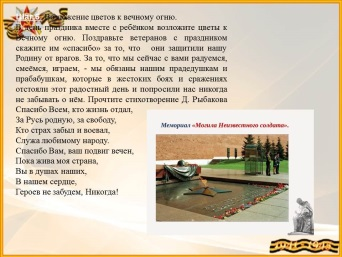 возложение цветов к вечному огню.
В день праздника вместе с ребёнком возложите цветы к
Вечному огню. Поздравьте ветеранов с праздником
скажите им «спасибо» за то, что они защитили нашу
Родину от врагов. За то, что мы сейчас с вами радуемся,
смеёмся, играем, - мы обязаны нашим прадедушкам и
прабабушкам, которые в жестоких боях и сражениях
отстояли этот радостный день и попросили нас никогда
не забывать о нём. Прочтите стихотворение Д. Рыбакова
Спасибо Всем, кто жизнь отдал,
За Русь родную, за свободу,
Кто страх забыл и воевал,
Служа любимому народу.
Спасибо Вам, ваш подвиг вечен,
Пока жива моя страна,
Вы в душах наших,
В нашем сердце,
Героев не забудем, Никогда!
Мемориал «Могила Неизвестного солдата».
1941-1945